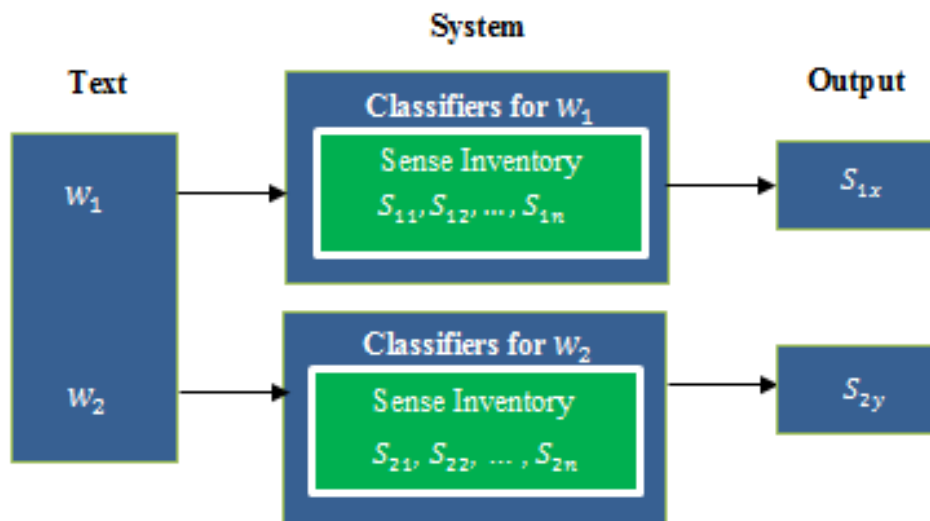 System
Text
Output
Classifiers for w₁
Sense Inventory
S₁₁, S₁₂, ..., S₁ₙ
w₁
S₁ₓ
Classifiers for w₂
Sense Inventory
S₂₁, S₂₂, ... , S₂ₙ
w₂
S₂y